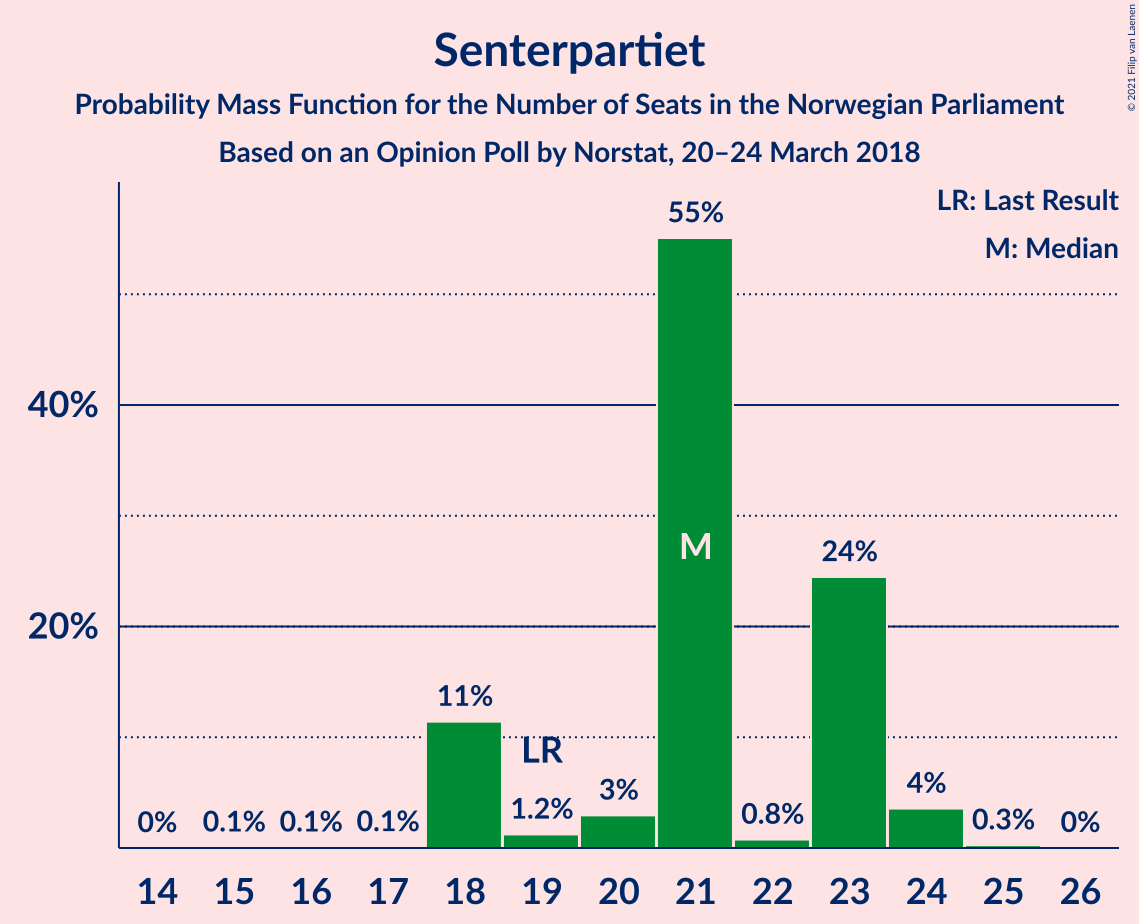 Senterpartiet
Probability Mass Function for the Number of Seats in the Norwegian Parliament
Based on an Opinion Poll by Norstat, 20–24 March 2018
© 2021 Filip van Laenen
LR: Last Result
M: Median
40%
20%
0%
0.1%
0.1%
0.1%
11%
LR
1.2%
3%
55%
M
0.8%
24%
4%
0.3%
0%
14 15 16 17 18 19 20 21 22 23 24 25 26